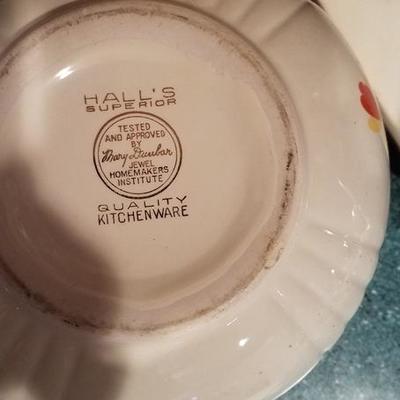 HALL'S
SUPERIOR
TESTED
AND APPROVED
BY
Mary Dunbar
JEWEL
HOMEMAKERS
INSTITUTE
QUALITY
KITCHENWARE